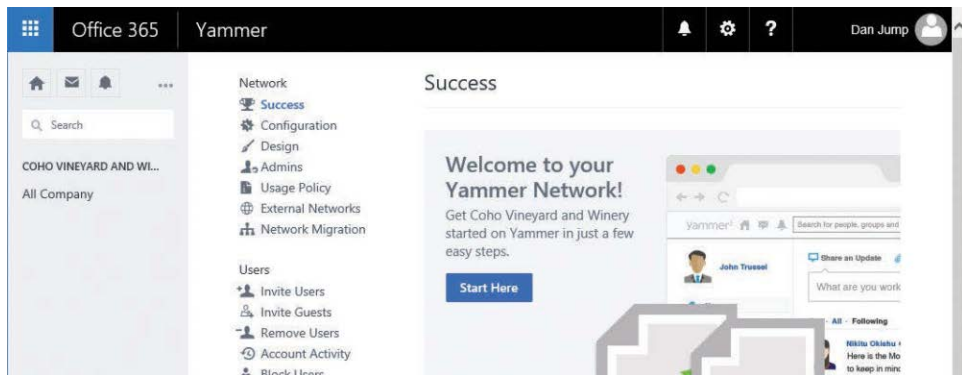 Office 365
Yammer
?
Dan Jump
Search
COHO VINEYARD AND WI...
All Company
Network
Success
Configuration
Design
Admins
Usage Policy
External Networks
Network Migration
Users
Invite Users
Invite Guests
Remove Users
Account Activity
Block Users
Success
Welcome to your
Yammer Network!
Get Coho Vineyard and Winery
started on Yammer in just a few
easy steps.
Start Here
yammer
Search for people, groups and
John Trussel
Share an Update
What are you work
All - Following
Here is the Mo
to keep in mind